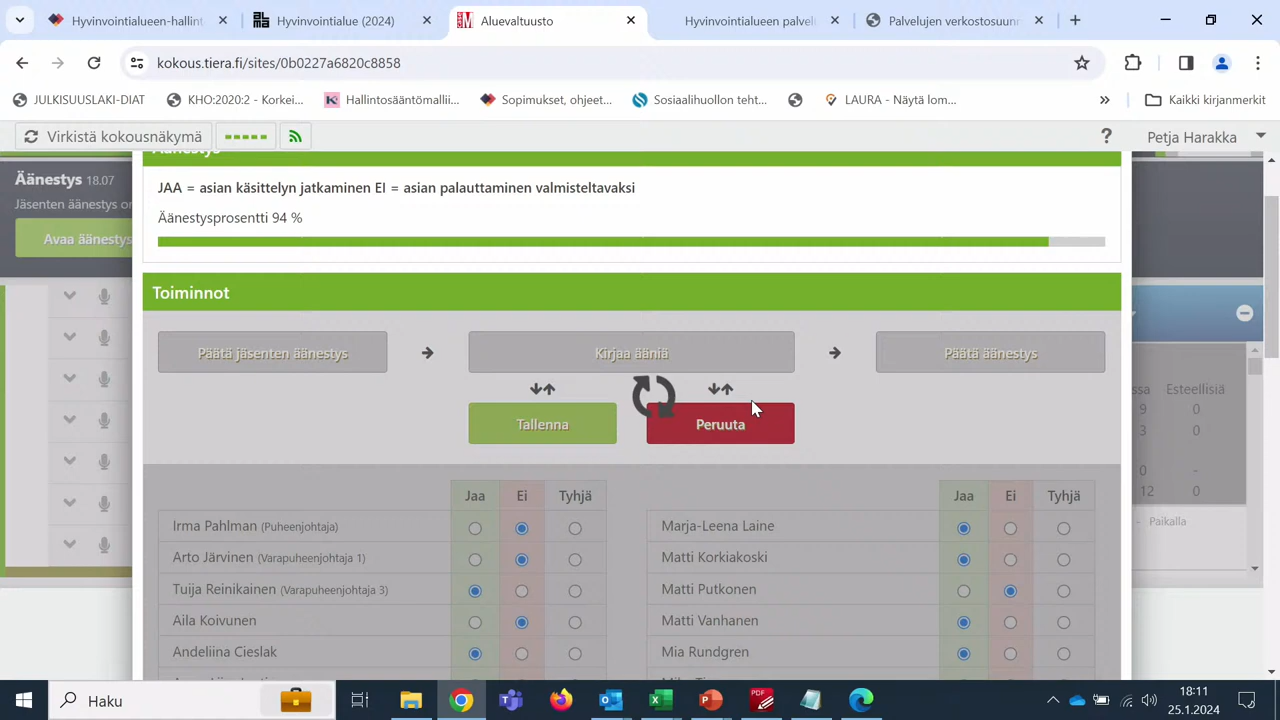 Hyvinvointialueen-hallint
Hyvinvointialue (2024)
Aluevaltuusto
Hyvinvointialueen palveli
Palvelujen verkostosuunn
kokous.tiera.fi/sites/0b0227a6820c8858
JULKISUUSLAKI-DIAT
KHO:2020:2 - Korkei...
Hallintosääntömallii...
Sopimukset, ohjeet...
Sosiaalihuollon teht...
LAURA – Näytä lom...
Kaikki kirjanmerkit
Virkistä kokousnäkymä
Petja Harakka
Äänestys 18.07
Jäsenten äänestys on
Avaa äänestys
Äänestys
JAA = asian käsittelyn jatkaminen EI = asian palauttaminen valmisteltavaksi
Äänestysprosentti 94 %
Toiminnot
Päätä jäsenten äänestys
Kirjaa ääniä
Päätä äänestys
Tallenna
Peruuta
Jaa Ei Tyhjä
Irma Pahlman (Puheenjohtaja)
Arto Järvinen (Varapuheenjohtaja 1)
Tuija Reinikainen (Varapuheenjohtaja 3)
Aila Koivunen
Andeliina Cieslak
Jaa Ei Tyhjä
Marja-Leena Laine
Matti Korkiakoski
Matti Putkonen
Matti Vanhanen
Mia Rundgren
ssa Esteellisiä
9 0
3 0
0 -
12 0
- Paikalla
Haku
18:11
25.1.2024